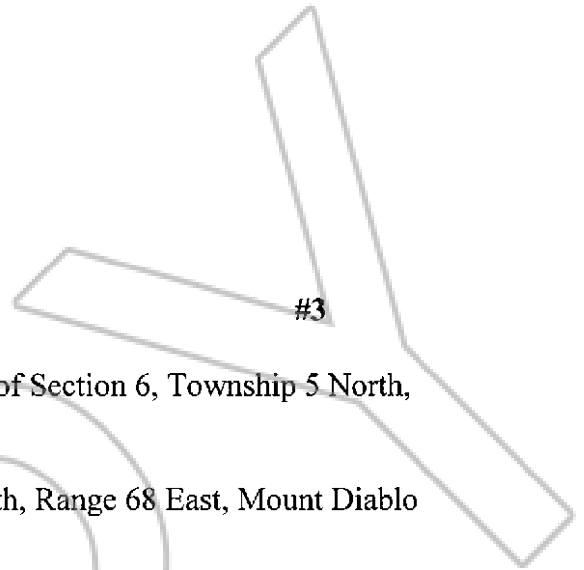 #3
of Section 6, Township 5 North,
th, Range 68 East, Mount Diablo